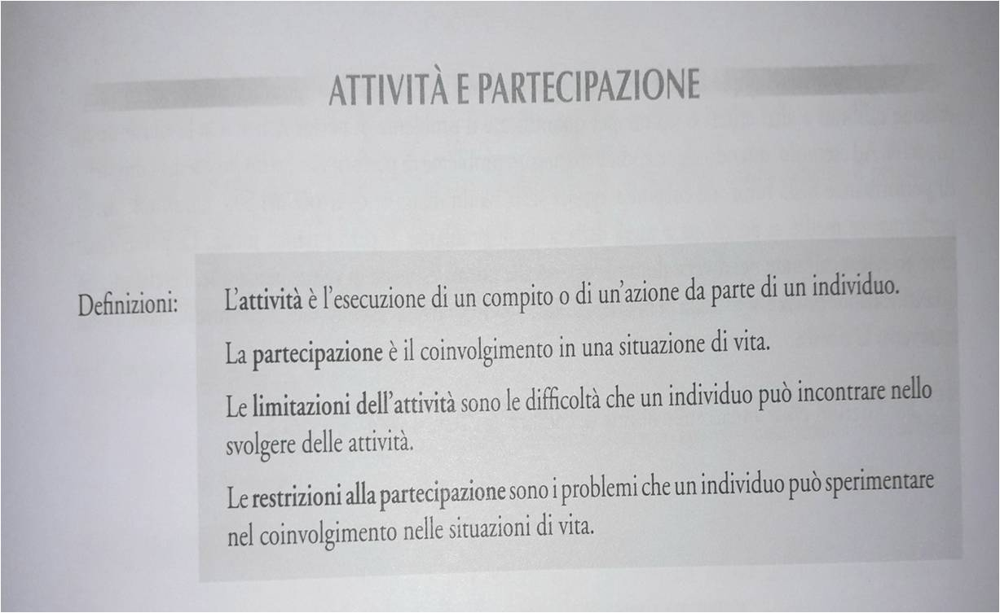 ATTIVITÀ E PARTECIPAZIONE
Definizioni:
L'attività è l'esecuzione di un compito o di un'azione da parte di un individuo.
La partecipazione è il coinvolgimento in una situazione di vita.
Le limitazioni dell'attività sono le difficoltà che un individuo può incontrare nello
svolgere delle attività.
Le restrizioni alla partecipazione sono i problemi che un individuo può sperimentare
nel coinvolgimento nelle situazioni di vita.